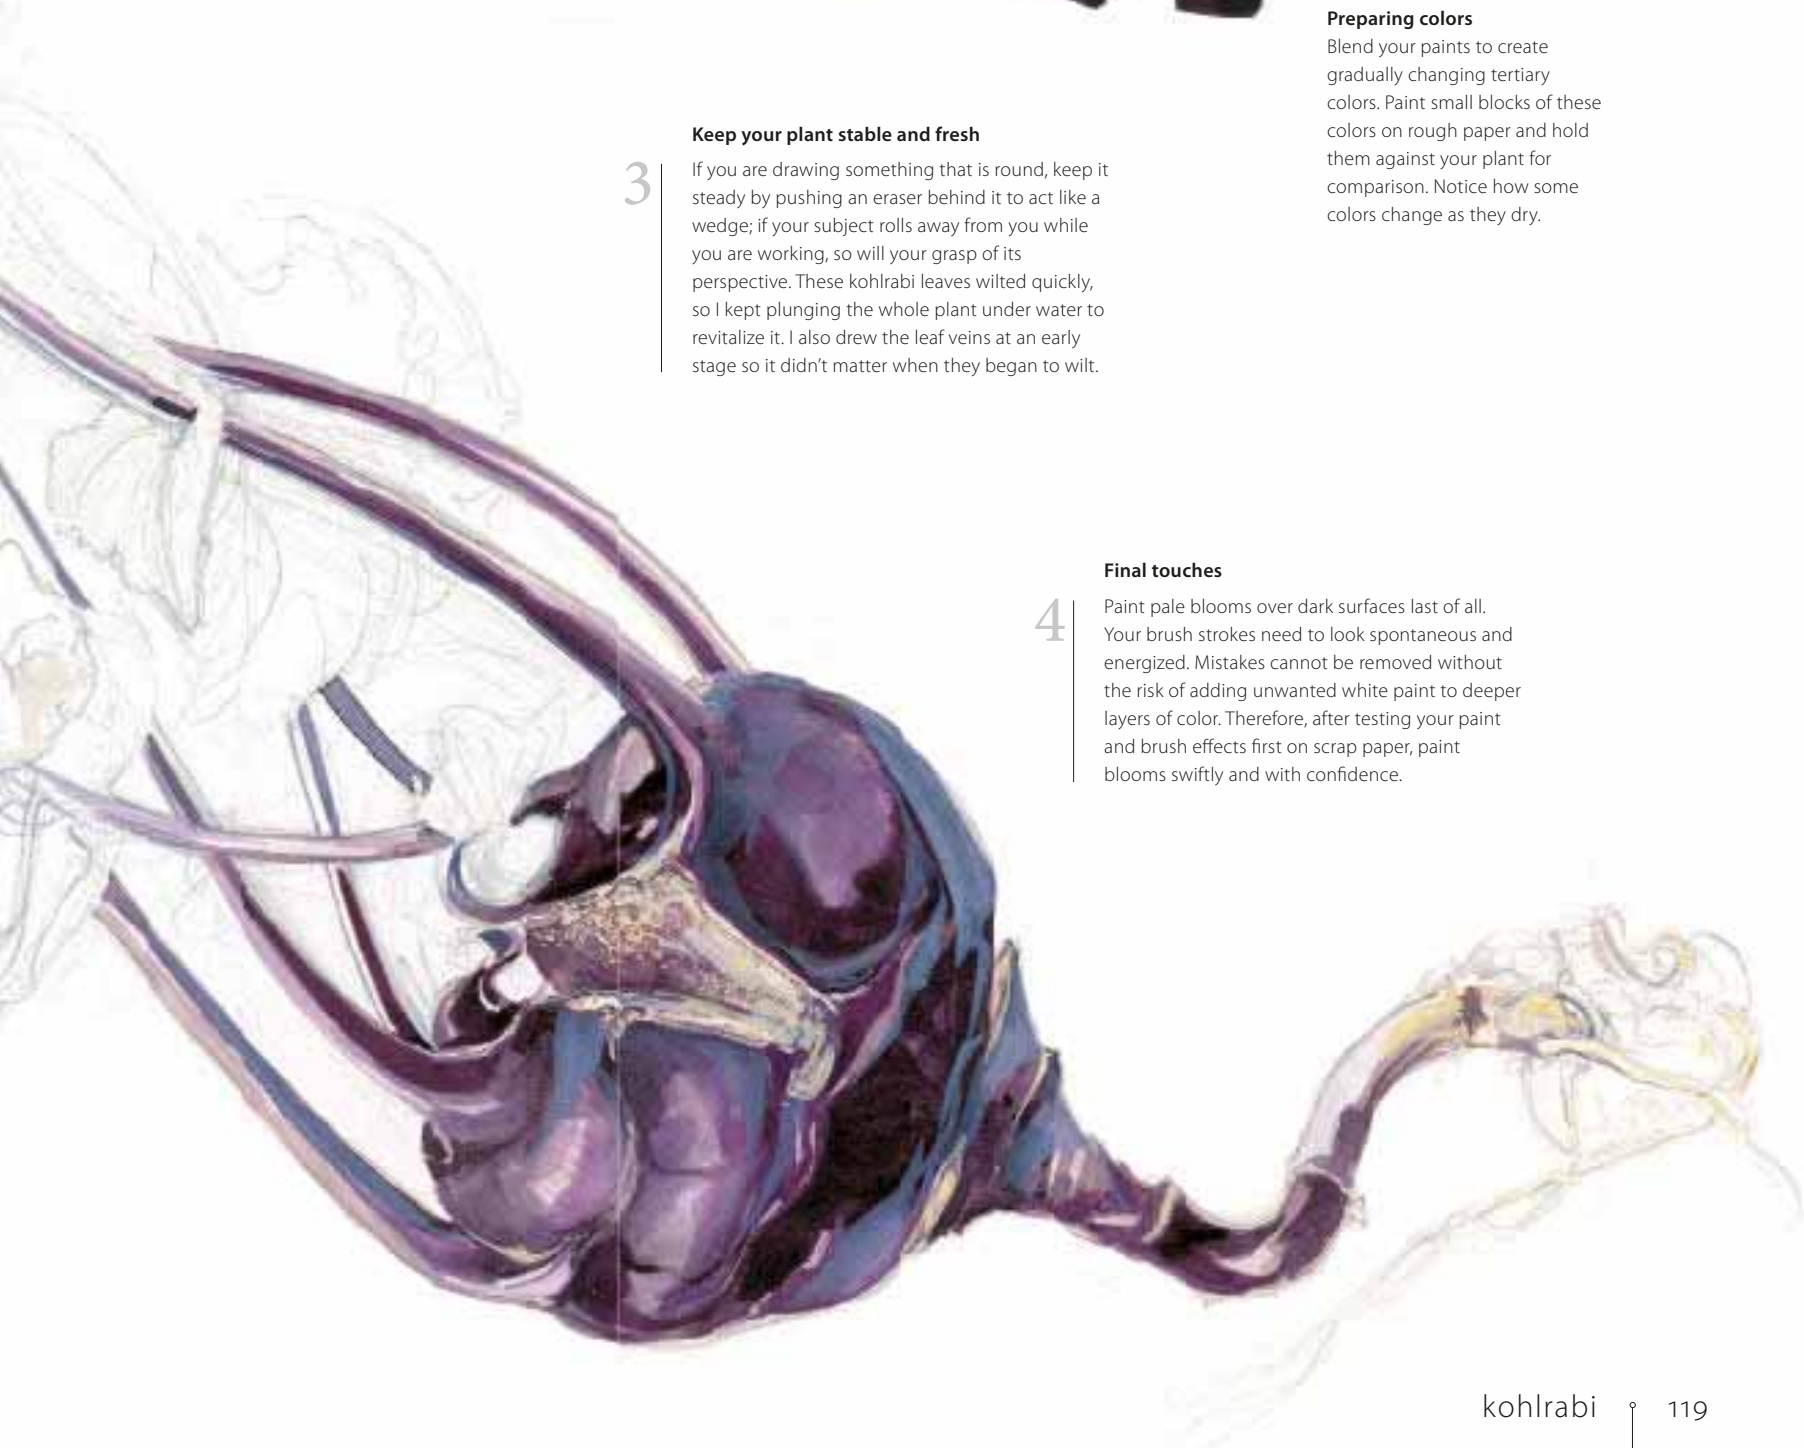 Preparing colors
Blend your paints to create
gradually changing tertiary
colors. Paint small blocks of these
colors on rough paper and hold
them against your plant for
comparison. Notice how some
colors change as they dry.
Keep your plant stable and fresh
3
If you are drawing something that is round, keep it
steady by pushing an eraser behind it to act like a
wedge; if your subject rolls away from you while
you are working, so will your grasp of its
perspective. These kohlrabi leaves wilted quickly,
so I kept plunging the whole plant under water to
revitalize it. I also drew the leaf veins at an early
stage so it didn’t matter when they began to wilt.
Final touches
4
Paint pale blooms over dark surfaces last of all.
Your brush strokes need to look spontaneous and
energized. Mistakes cannot be removed without
the risk of adding unwanted white paint to deeper
layers of color. Therefore, after testing your paint
and brush effects first on scrap paper, paint
blooms swiftly and with confidence.
kohlrabi 119